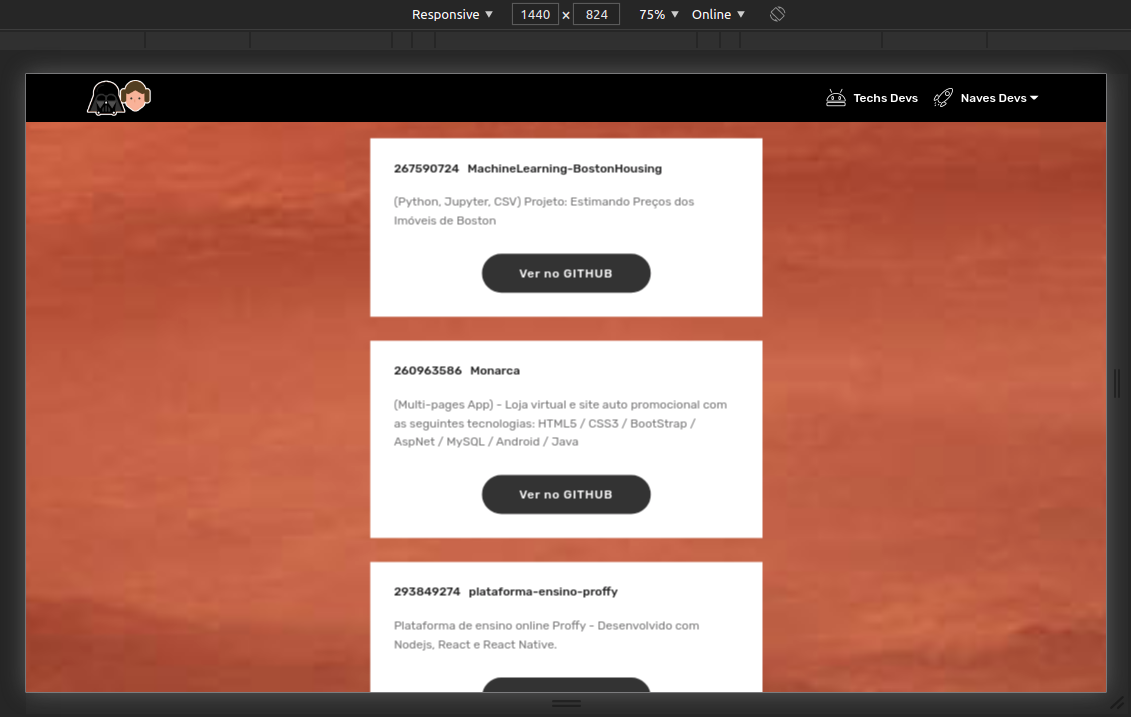 Responsive ▼ 1440 x 824 75% ▼ Online ▼
Techs Devs Naves Devs
267590724 MachineLearning-BostonHousing
(Python, Jupyter, CSV) Projeto: Estimando Preços dos
Imóveis de Boston
Ver no GITHUB
260963586 Monarca
(Multi-pages App) - Loja virtual e site auto promocional com
as seguintes tecnologias: HTML5 / CSS3 / BootStrap /
AspNet / MySQL / Android / Java
Ver no GITHUB
293849274 plataforma-ensino-proffy
Plataforma de ensino online Proffy - Desenvolvido com
Nodejs, React e React Native.